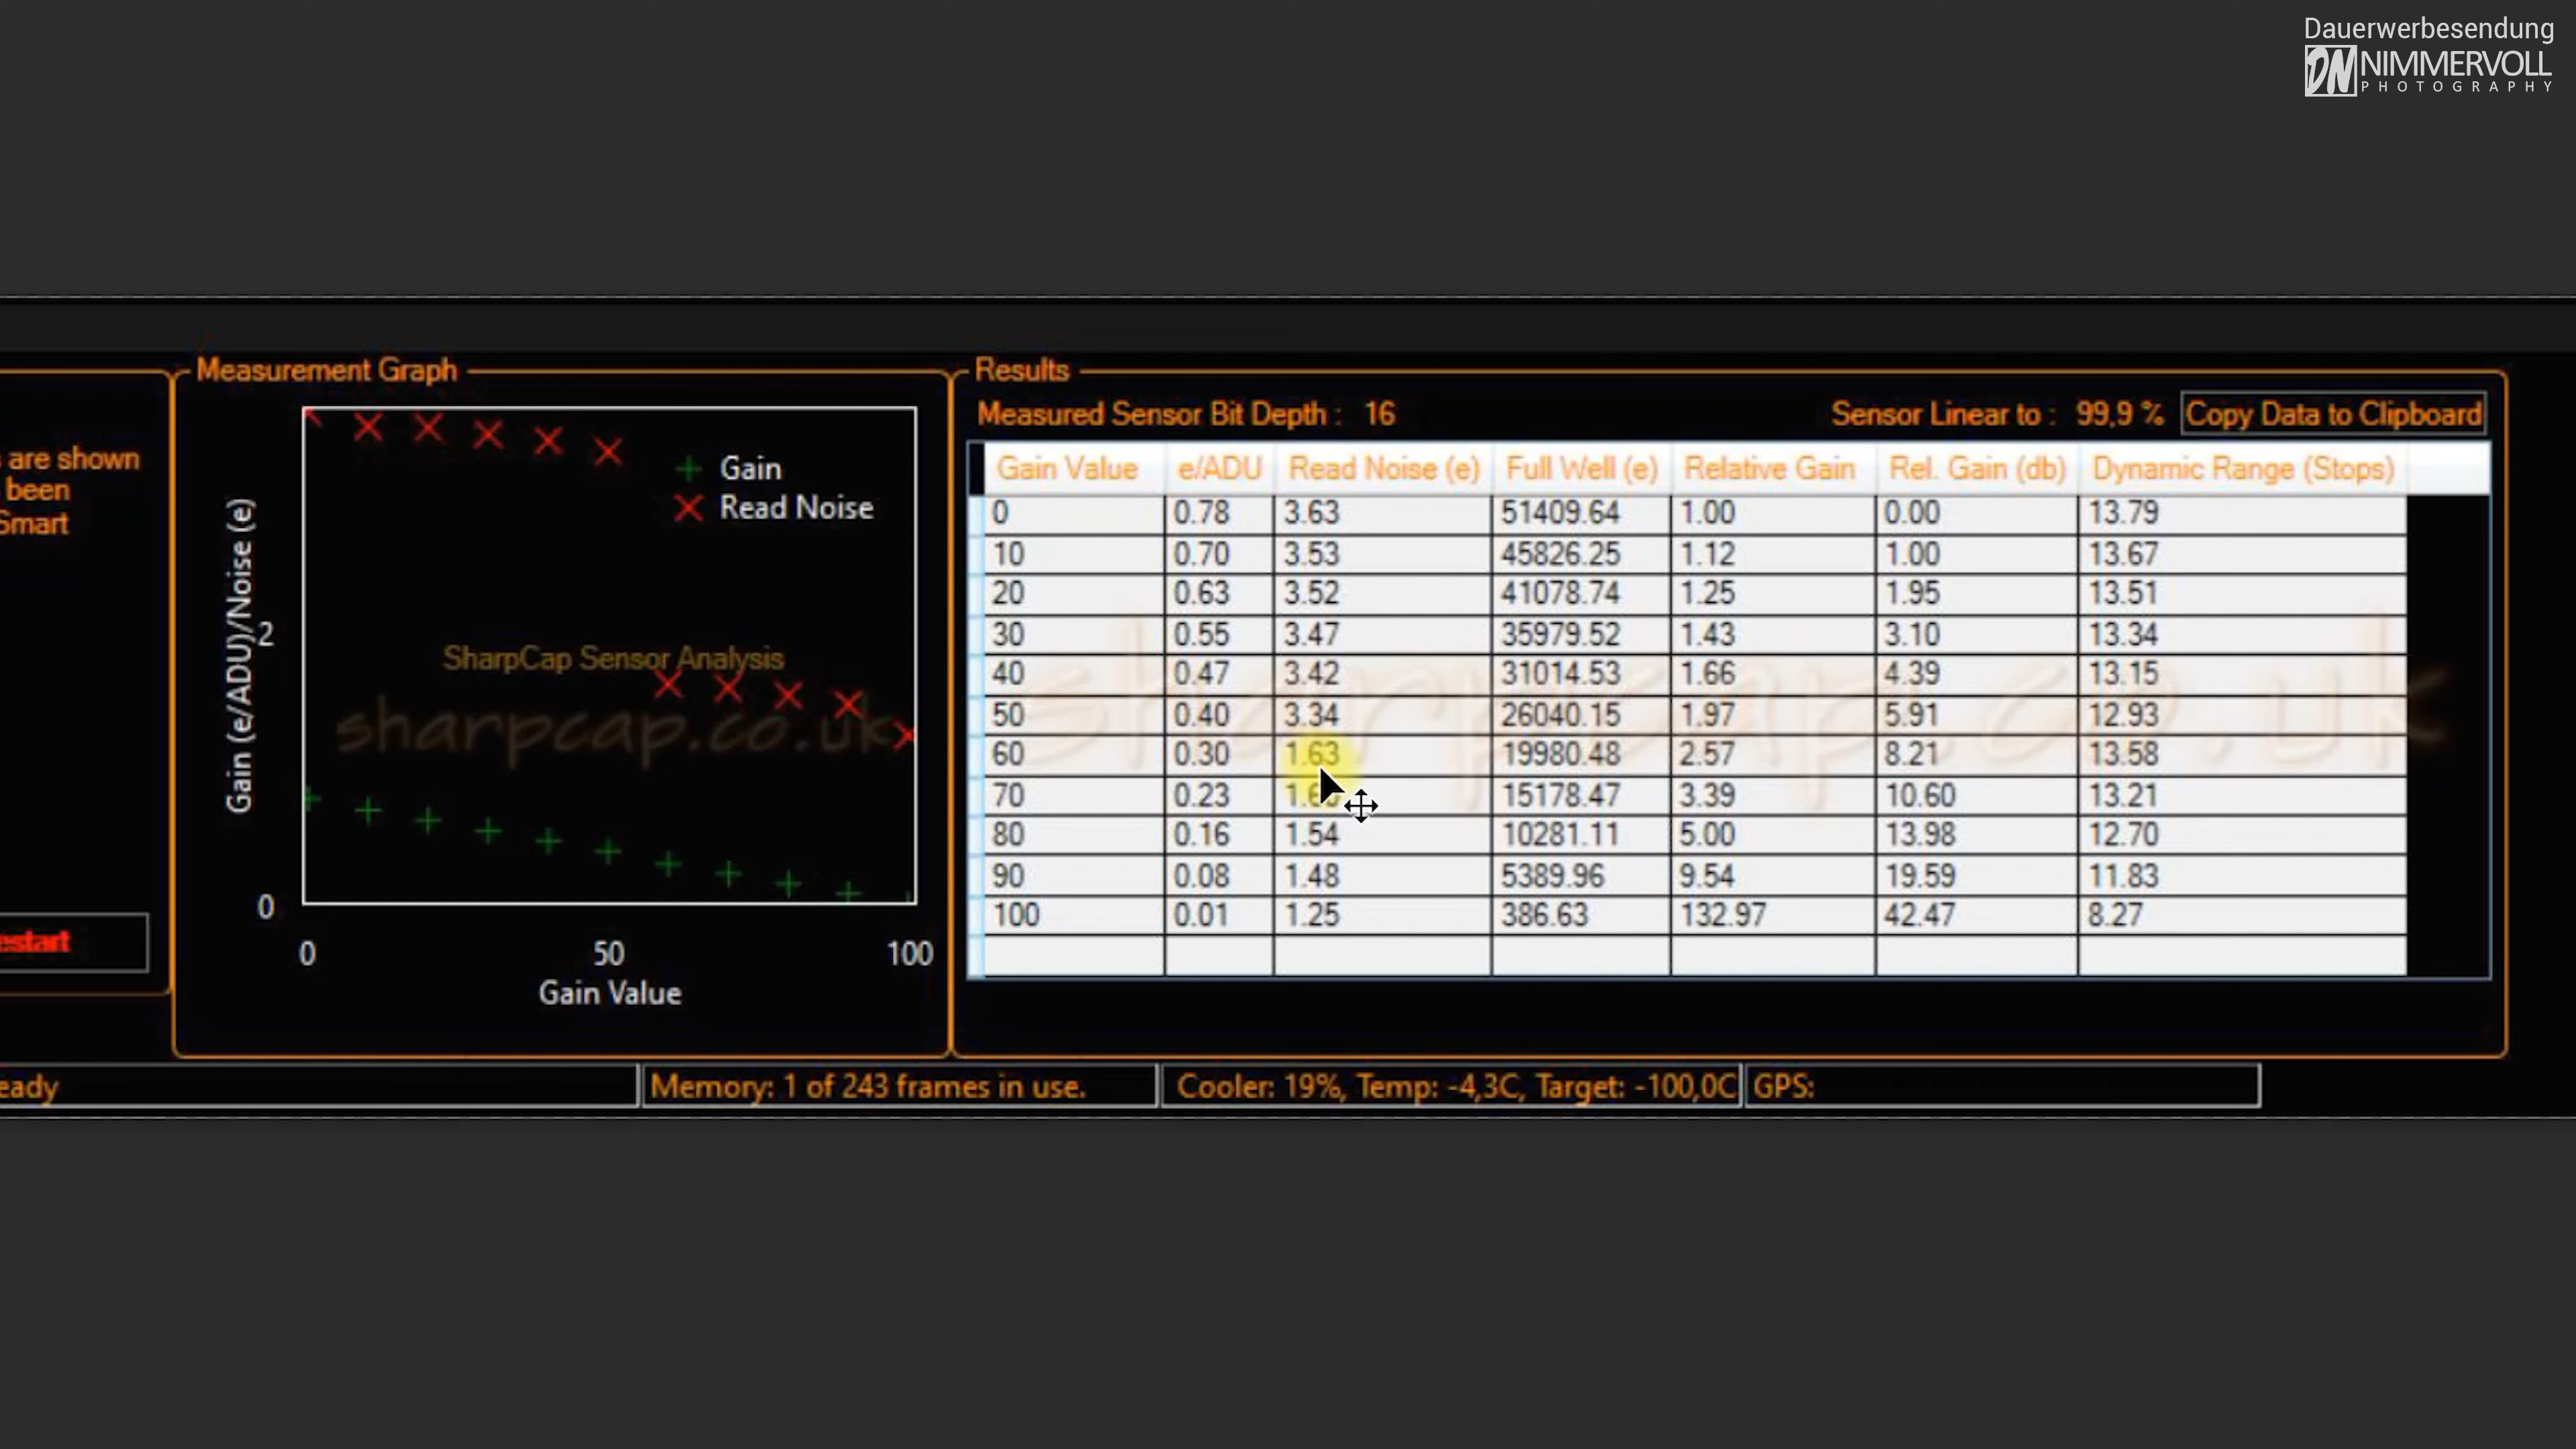 Dauerwerbesendung
DN NIMMERVOLL
PHOTOGRAPHY
are shown
been
Smart
Measurement Graph
Gain (e/ADU)/Noise (e)
2
0
Gain
Read Noise
SharpCap Sensor Analysis
sharpcap.co.uk
0 50 100
Gain Value
Results
Measured Sensor Bit Depth : 16 Sensor Linear to : 99,9 % Copy Data to Clipboard
Gain Value e/ADU Read Noise (e) Full Well (e) Relative Gain Rel. Gain (db) Dynamic Range (Stops)
0 0.78 3.63 51409.64 1.00 0.00 13.79
10 0.70 3.53 45826.25 1.12 1.00 13.67
20 0.63 3.52 41078.74 1.25 1.95 13.51
30 0.55 3.47 35979.52 1.43 3.10 13.34
40 0.47 3.42 31014.53 1.66 4.39 13.15
50 0.40 3.34 26040.15 1.97 5.91 12.93
60 0.30 1.63 19980.48 2.57 8.21 13.58
70 0.23 15178.47 3.39 10.60 13.21
80 0.16 1.54 10281.11 5.00 13.98 12.70
90 0.08 1.48 5389.96 9.54 19.59 11.83
100 0.01 1.25 386.63 132.97 42.47 8.27
sharpcap.co.uk
estart
eady
Memory: 1 of 243 frames in use.
Cooler: 19%, Temp: -4,3C, Target: -100,0C
GPS: